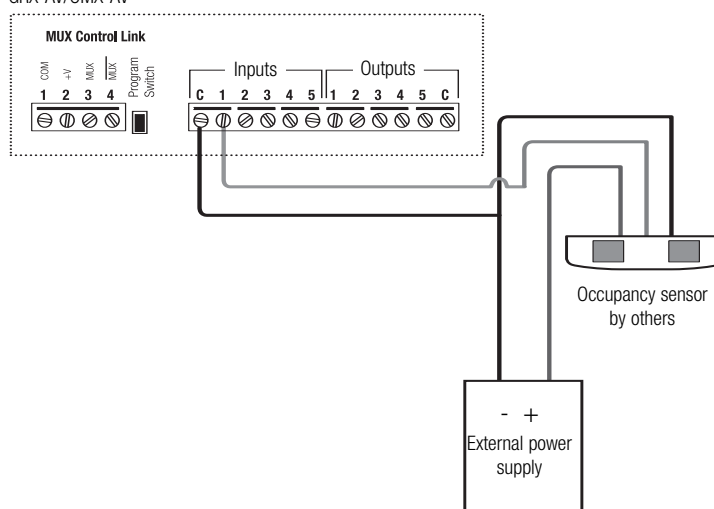 GRX-AV/OMX-AV
MUX Control Link
COM +V MUX MUX Program Switch
1 2 3 4
Inputs Outputs
C 1 2 3 4 5 1 2 3 4 5 C
Occupancy sensor
by others
- +
External power
supply